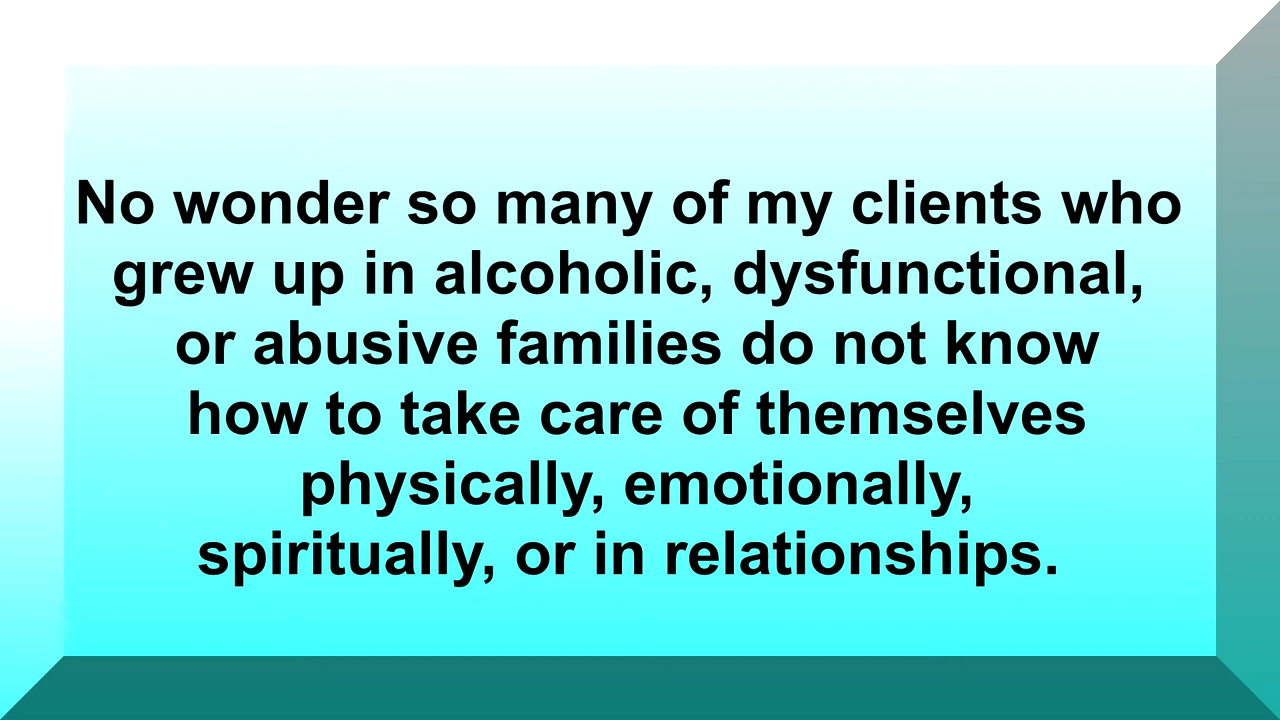 No wonder so many of my clients who
grew up in alcoholic, dysfunctional,
or abusive families do not know
how to take care of themselves
physically, emotionally,
spiritually, or in relationships.